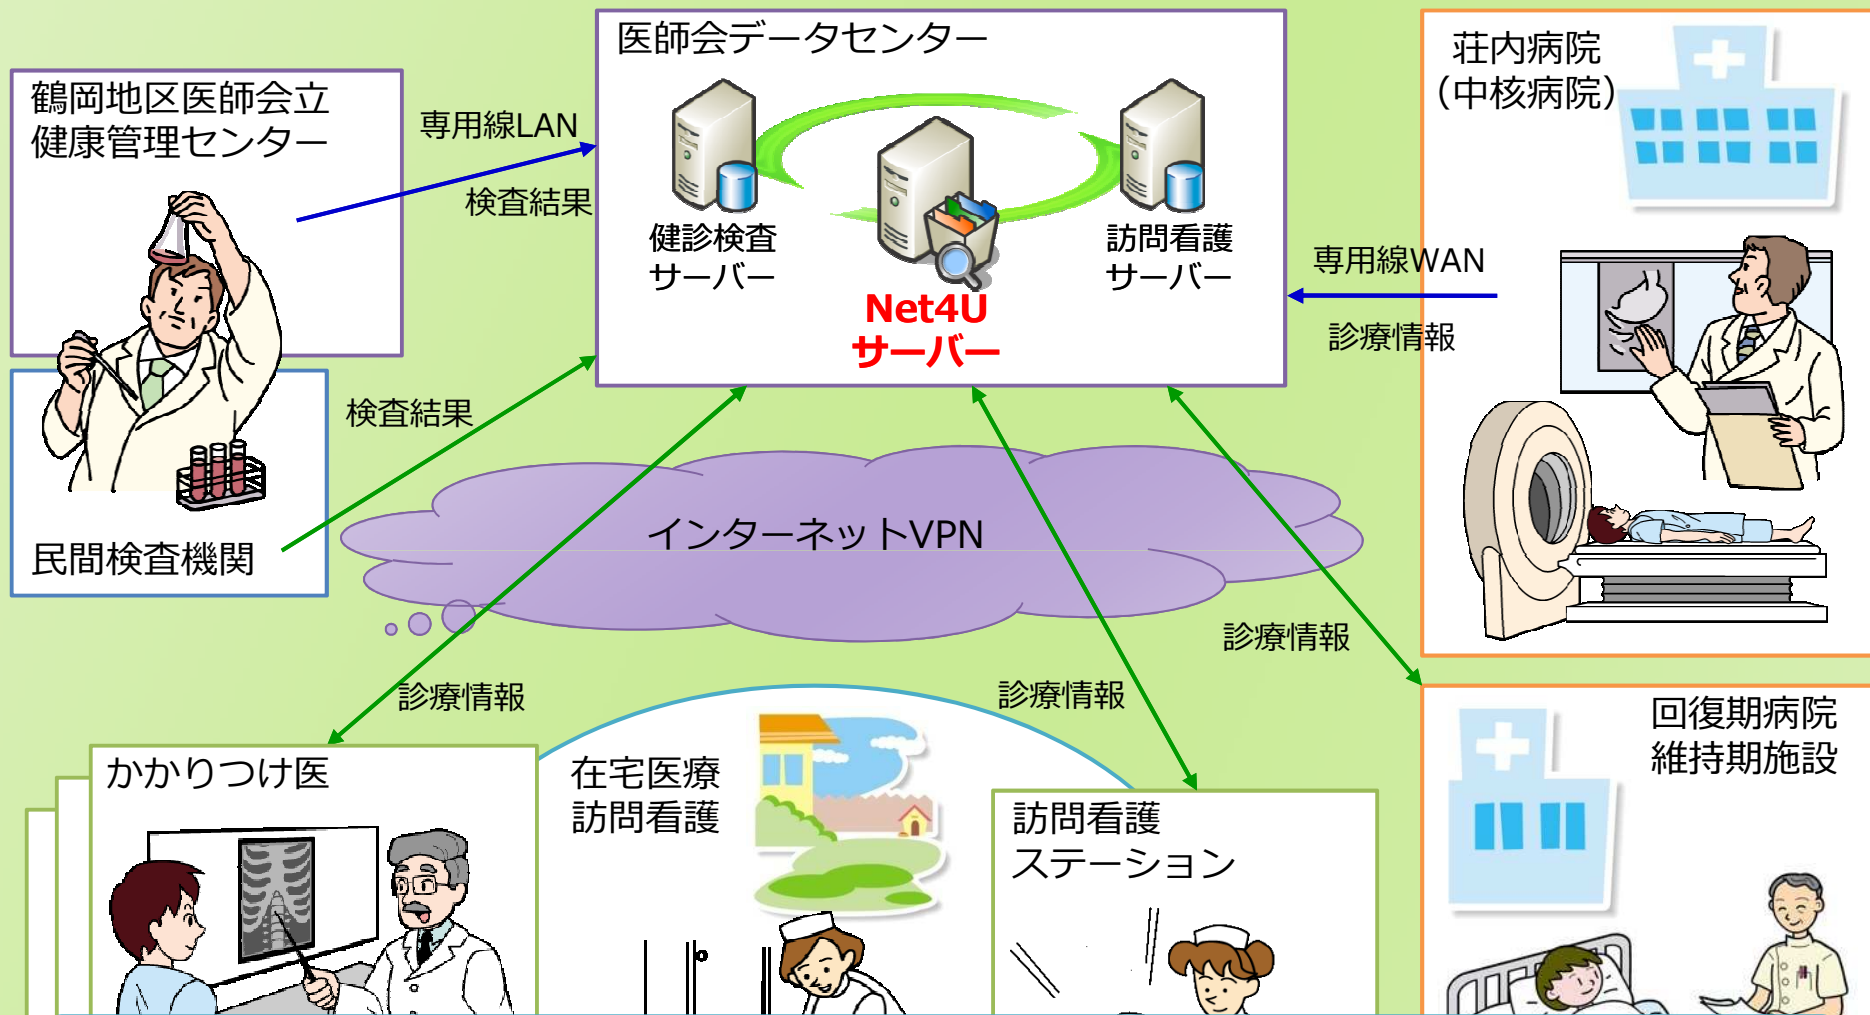 医師会データセンター
荘内病院
（中核病院）
鶴岡地区医師会立
健康管理センター
専用線LAN
検査結果
健診検査
サーバー
訪問看護
サーバー
Net4U
サーバー
専用線WAN
診療情報
検査結果
民間検査機関
インターネットVPN
診療情報
診療情報
診療情報
かかりつけ医
在宅医療
訪問看護
訪問看護
ステーション
回復期病院
維持期施設